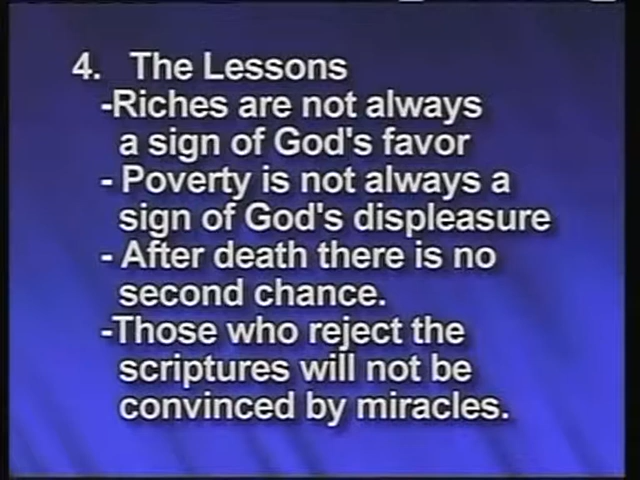 4. The Lessons
-Riches are not always
a sign of God's favor
- Poverty is not always a
sign of God's displeasure
- After death there is no
second chance.
-Those who reject the
scriptures will not be
convinced by miracles.